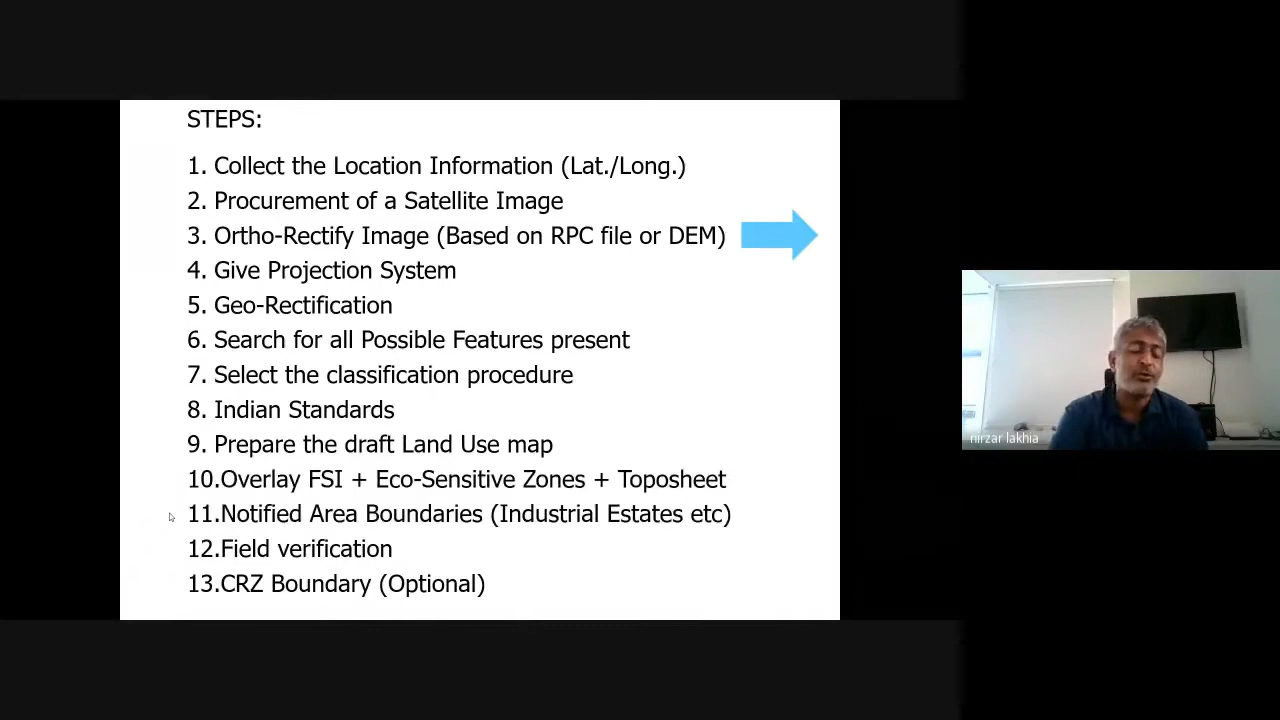 STEPS:
1. Collect the Location Information (Lat./Long.)
2. Procurement of a Satellite Image
3. Ortho-Rectify Image (Based on RPC file or DEM)
4. Give Projection System
5. Geo-Rectification
6. Search for all Possible Features present
7. Select the classification procedure
8. Indian Standards
9. Prepare the draft Land Use map
10.Overlay FSI + Eco-Sensitive Zones + Toposheet
11.Notified Area Boundaries (Industrial Estates etc)
12.Field verification
13.CRZ Boundary (Optional)
nirzar lakhia